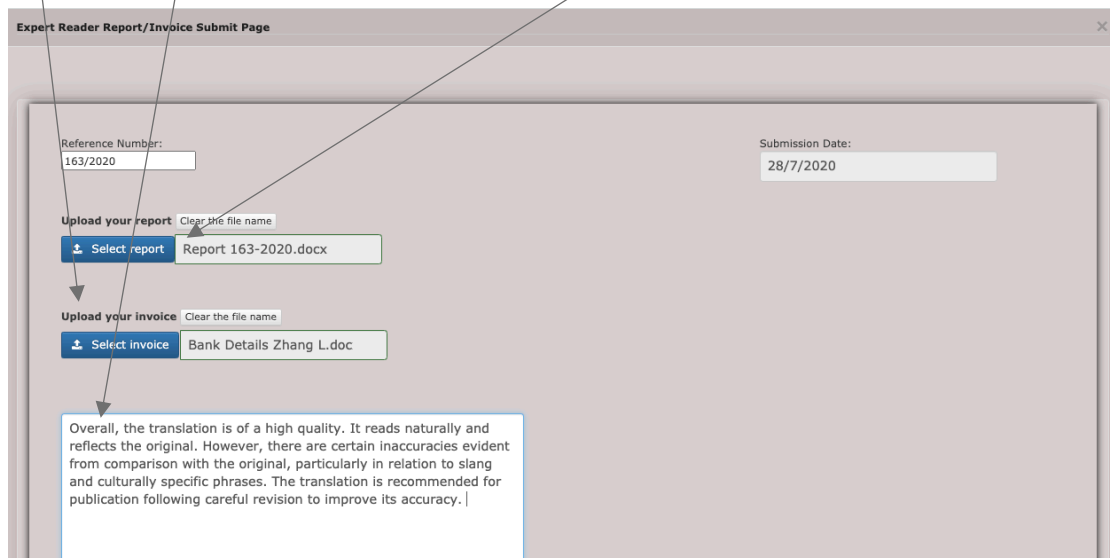 Expert Reader Report/Invoice Submit Page
×
Reference Number:
163/2020
Submission Date:
28/7/2020
Upload your report Clear the file name
Select report Report 163-2020.docx
Upload your invoice Clear the file name
Select invoice Bank Details Zhang L.doc
Overall, the translation is of a high quality. It reads naturally and
reflects the original. However, there are certain inaccuracies evident
from comparison with the original, particularly in relation to slang
and culturally specific phrases. The translation is recommended for
publication following careful revision to improve its accuracy.